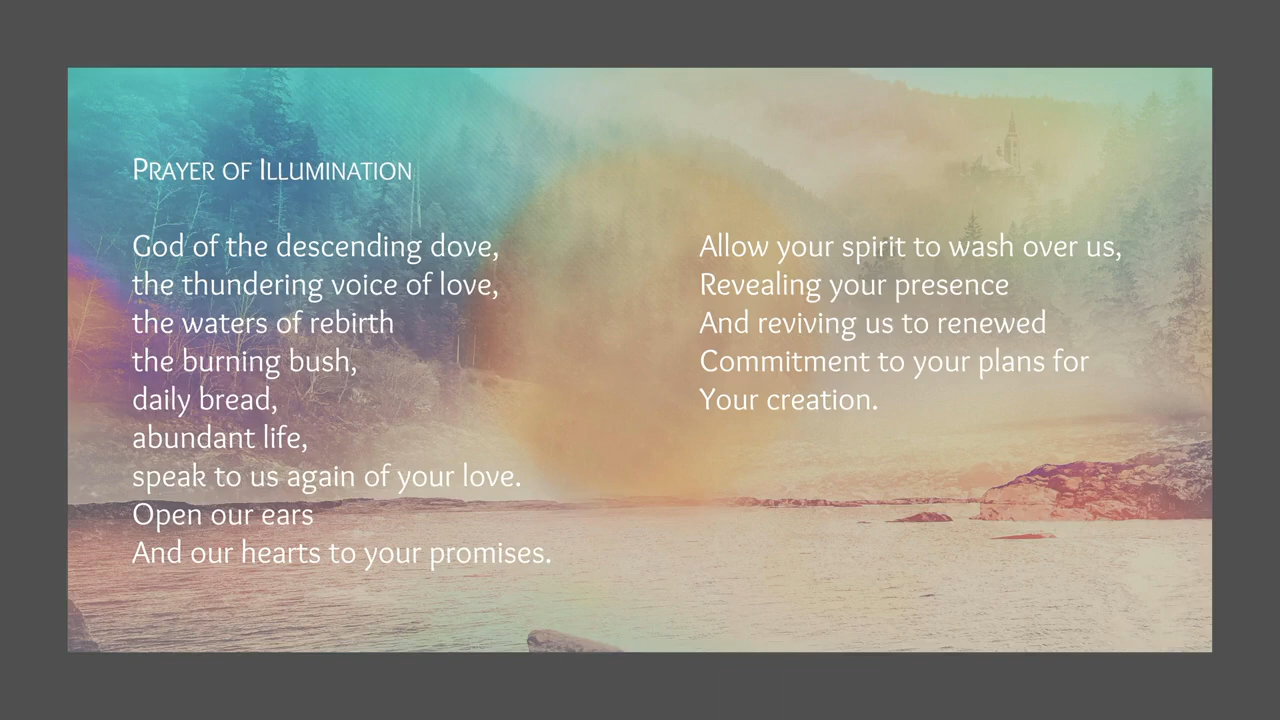 Prayer of Illumination
God of the descending dove,
the thundering voice of love,
the waters of rebirth
the burning bush,
daily bread,
abundant life,
speak to us again of your love.
Open our ears
And our hearts to your promises.
Allow your spirit to wash over us,
Revealing your presence
And reviving us to renewed
Commitment to your plans for
Your creation.